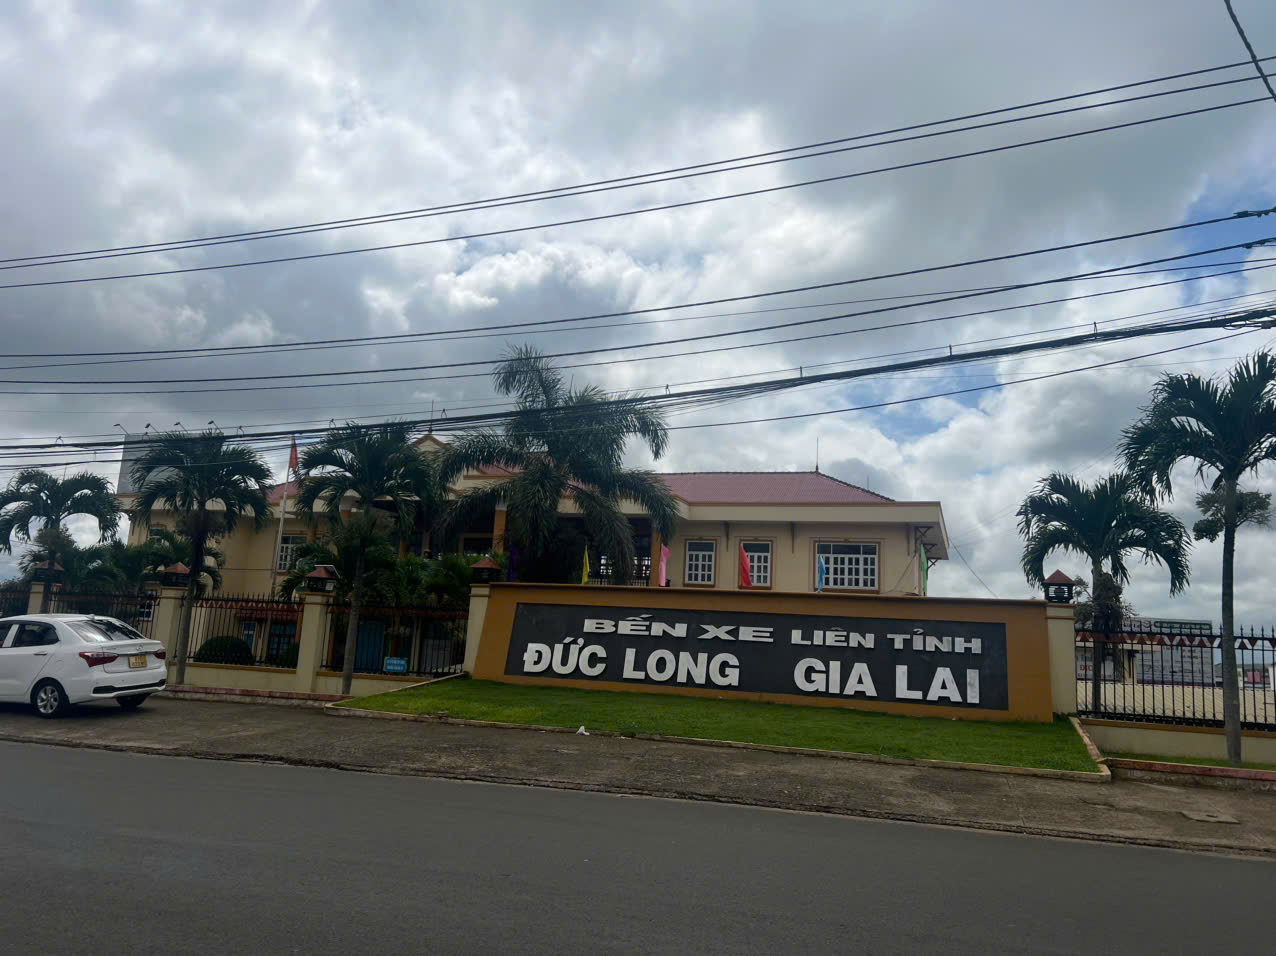 BẾN XE LIÊN TỈNH
ĐỨC LONG GIA LAI